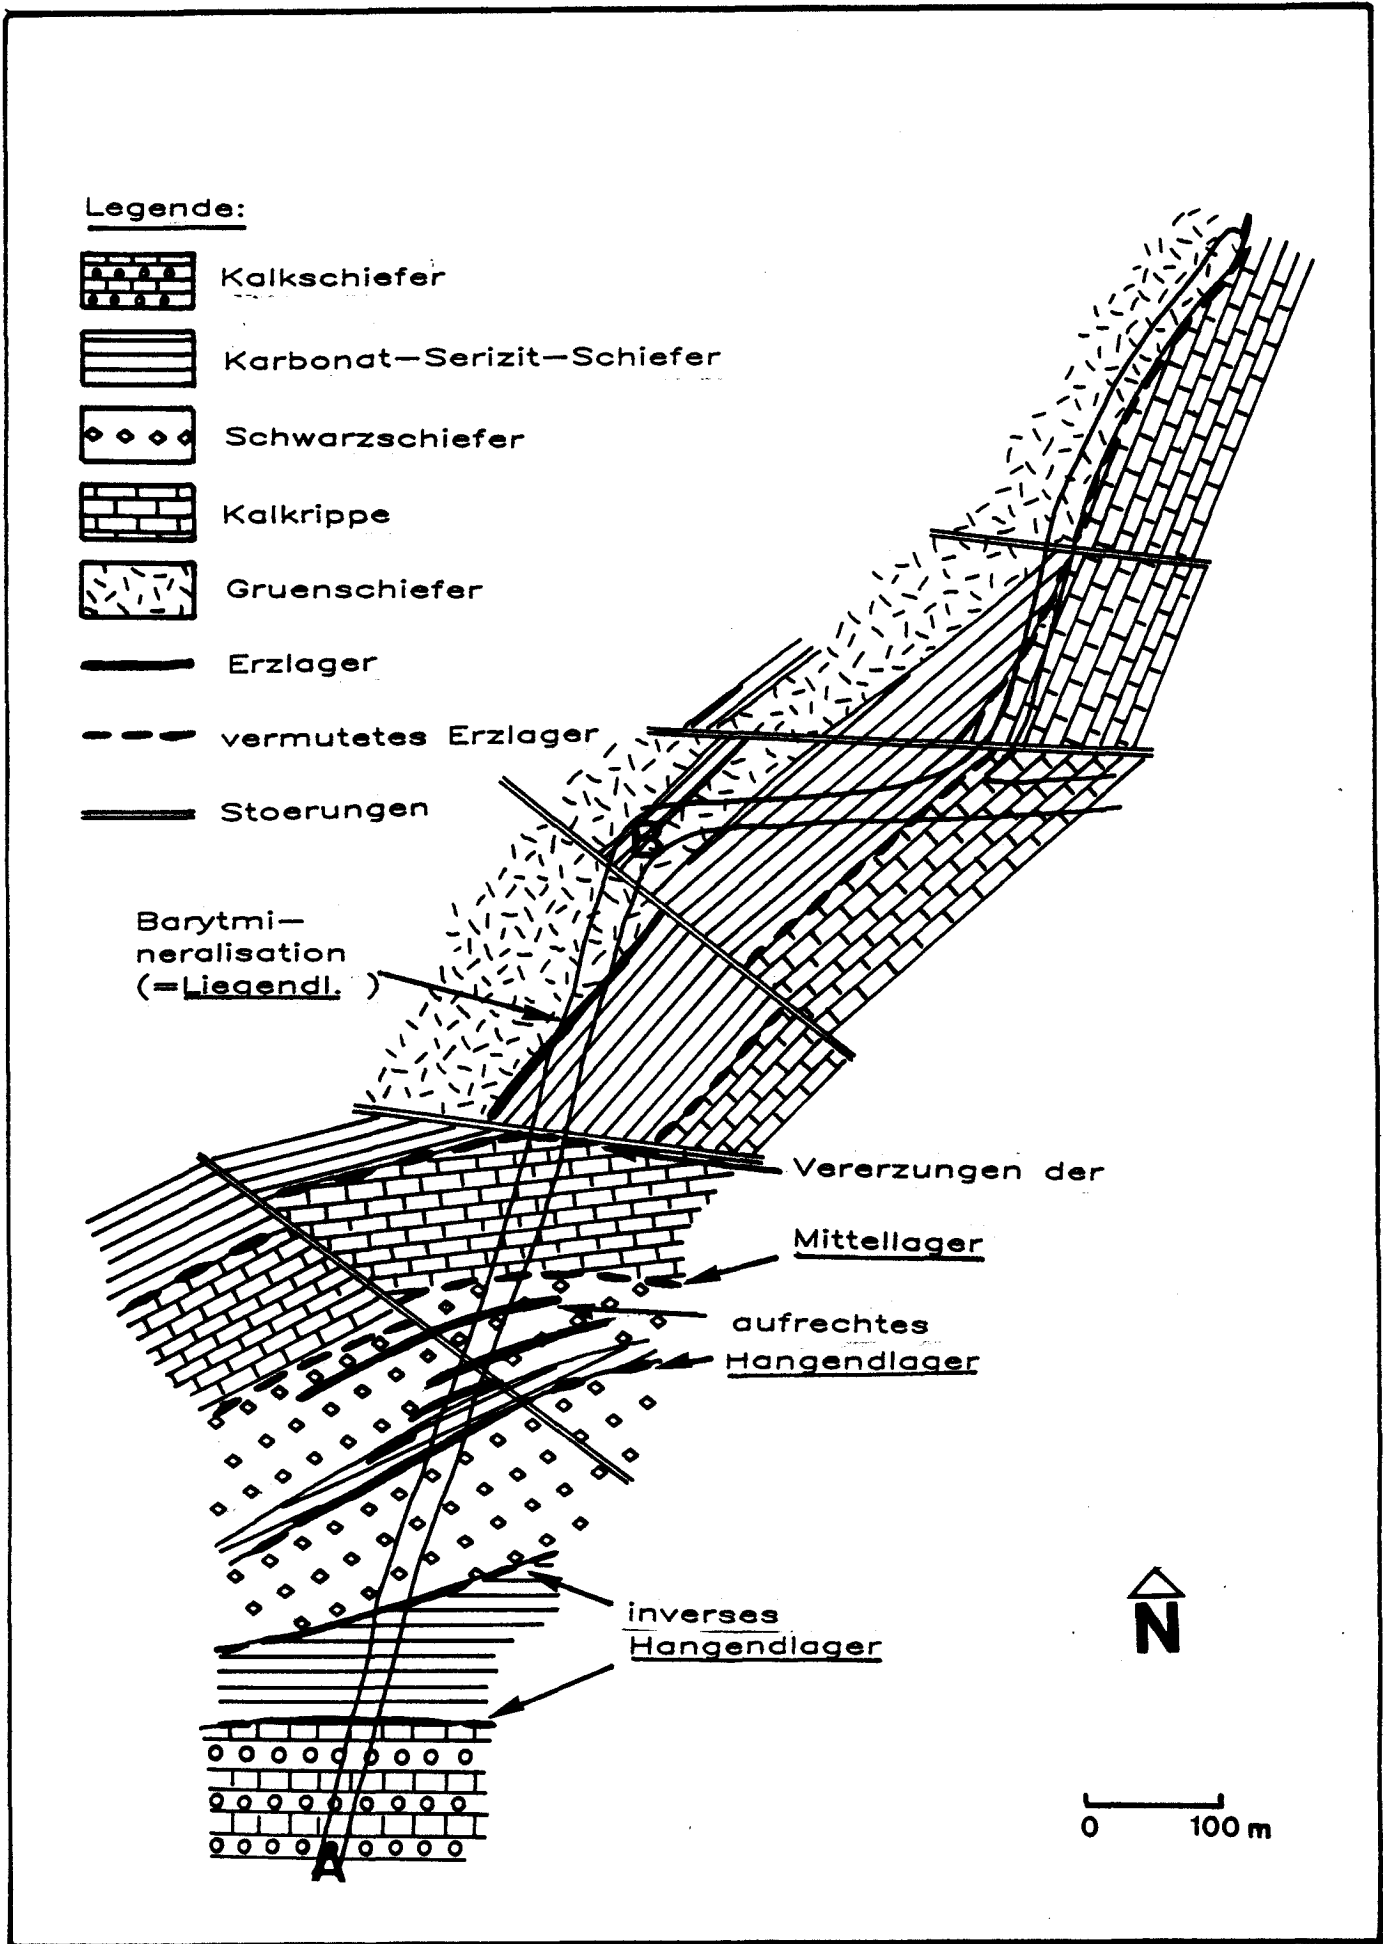 Legende:
Kalkschiefer
Karbonat—Serizit—Schiefer
Schwarzschiefer
Kalkrippe
Gruenschiefer
Erzlager
vermutetes Erzlager
Stoerungen
B
Barytmi—
neralisation
(=Liegendl. )
Vererzungen der
Mittellager
aufrechtes
Hangendlager
inverses
Hangendlager
N
0 100 m
A